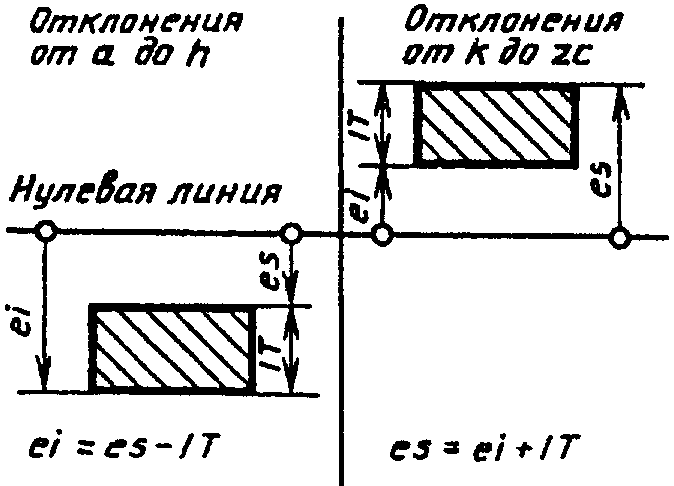 Отклонения
от a до h
Отклонения
от k до zc
IT
ei
es
Нулевая линия
ei
es
IT
ei = es - IT
es = ei + IT